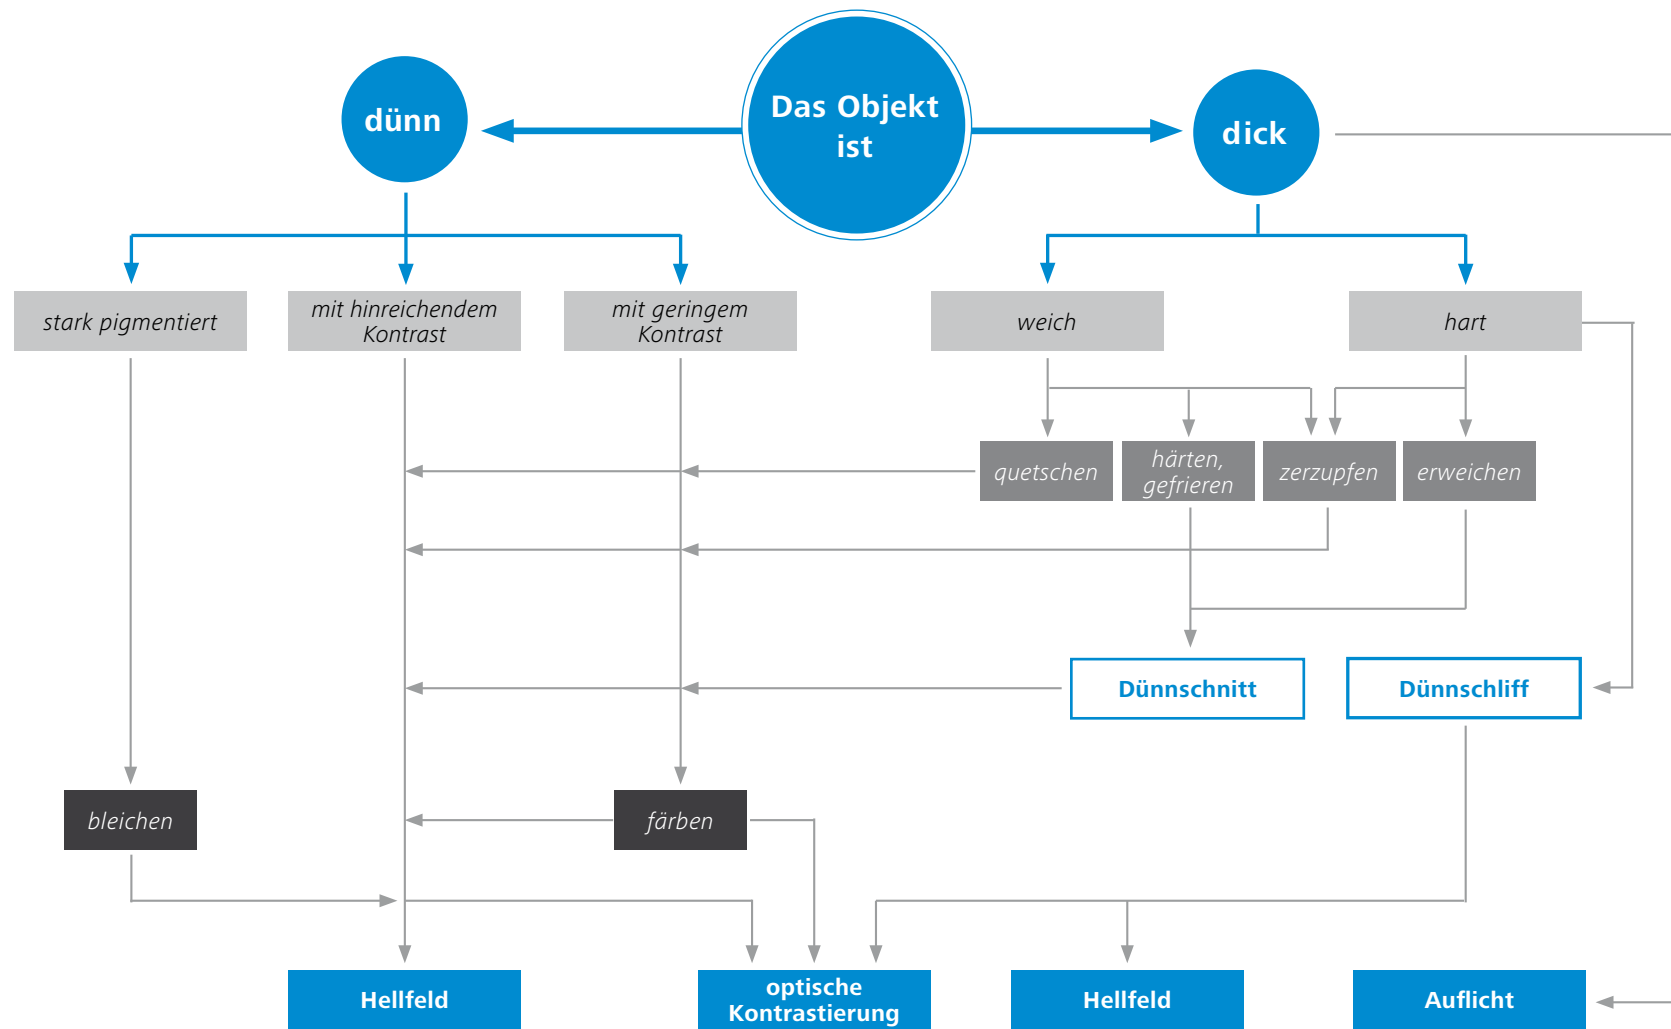 Das Objekt
ist
dünn
dick
stark pigmentiert
mit hinreichendem
Kontrast
mit geringem
Kontrast
weich
hart
quetschen
härten,
gefrieren
zerzupfen
erweichen
Dünnschnitt
Dünnschliff
bleichen
färben
Hellfeld
optische
Kontrastierung
Hellfeld
Auflicht